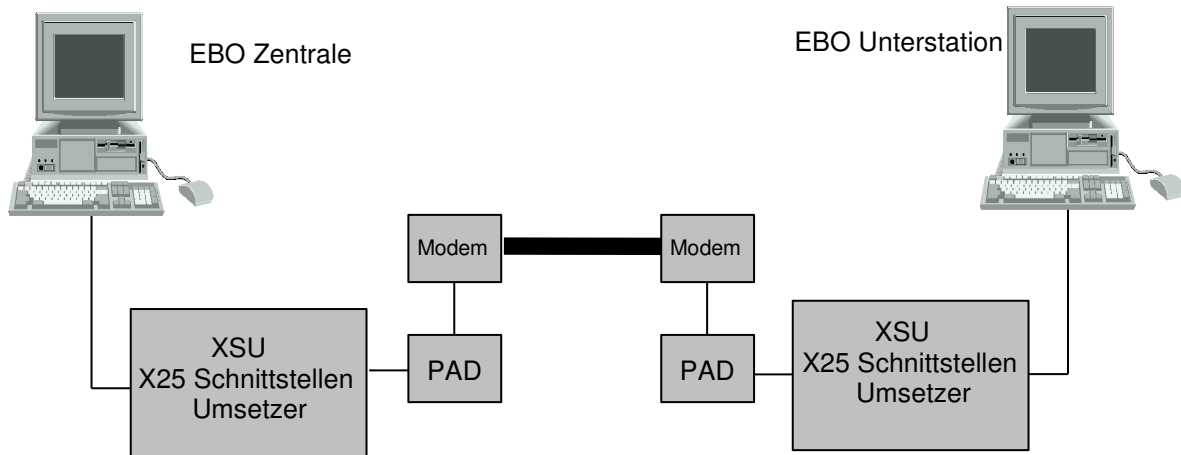 EBO Zentrale
EBO Unterstation
Modem
Modem
XSU
X25 Schnittstellen
Umsetzer
PAD
PAD
XSU
X25 Schnittstellen
Umsetzer